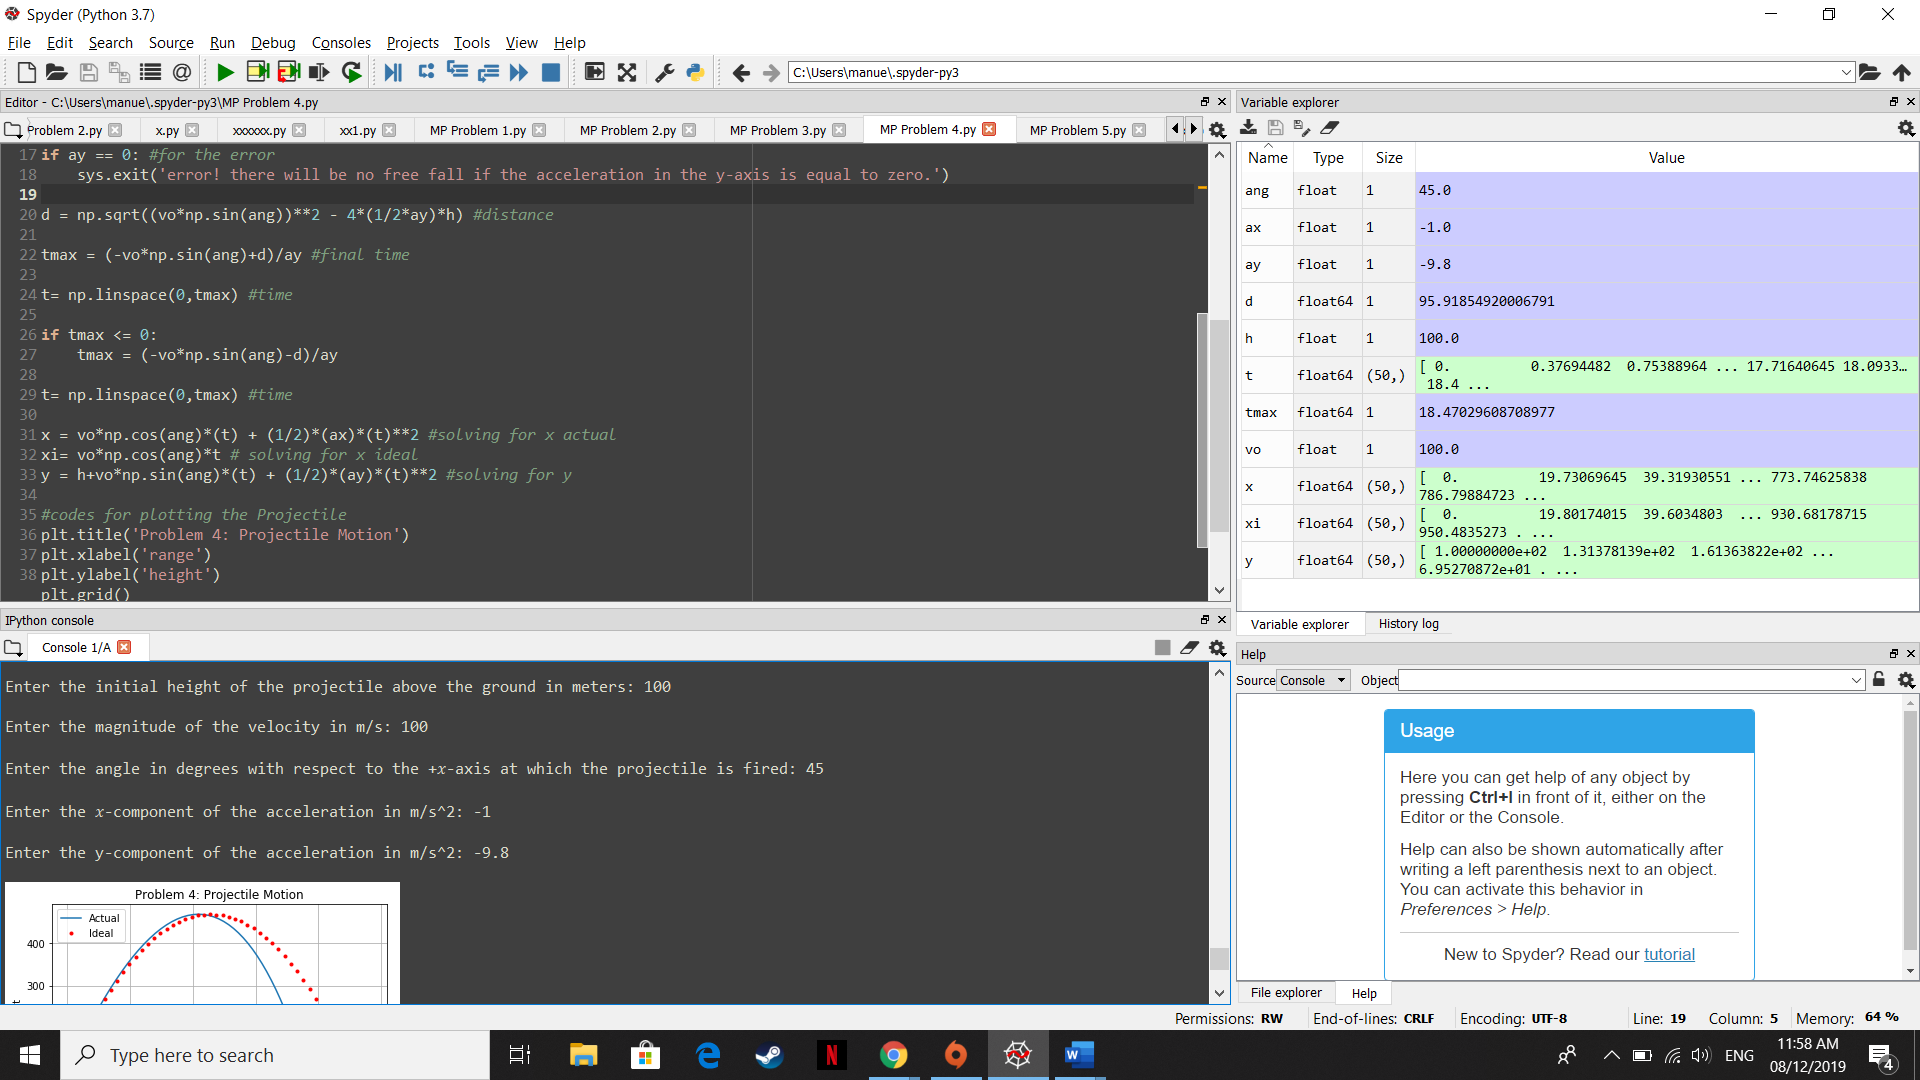 Spyder (Python 3.7)
File Edit Search Source Run Debug Consoles Projects Tools View Help
C:\Users\manue\.spyder-py3
Editor - C:\Users\manue\.spyder-py3\MP Problem 4.py
Problem 2.py x.py xxxxxx.py xx1.py MP Problem 1.py MP Problem 2.py MP Problem 3.py MP Problem 4.py MP Problem 5.py
17 if ay == 0: #for the error
18 sys.exit('error! there will be no free fall if the acceleration in the y-axis is equal to zero.')
19
20 d = np.sqrt((vo*np.sin(ang))**2 - 4*(1/2*ay)*h) #distance
21
22 tmax = (-vo*np.sin(ang)+d)/ay #final time
23
24 t= np.linspace(0,tmax) #time
25
26 if tmax <= 0:
27 tmax = (-vo*np.sin(ang)-d)/ay
28
29 t= np.linspace(0,tmax) #time
30
31 x = vo*np.cos(ang)*(t) + (1/2)*(ax)*(t)**2 #solving for x actual
32 xi= vo*np.cos(ang)*t # solving for x ideal
33 y = h+vo*np.sin(ang)*(t) + (1/2)*(ay)*(t)**2 #solving for y
34
35 #codes for plotting the Projectile
36 plt.title('Problem 4: Projectile Motion')
37 plt.xlabel('range')
38 plt.ylabel('height')
plt.grid()
IPython console
Console 1/A
Enter the initial height of the projectile above the ground in meters: 100
Enter the magnitude of the velocity in m/s: 100
Enter the angle in degrees with respect to the +x-axis at which the projectile is fired: 45
Enter the x-component of the acceleration in m/s^2: -1
Enter the y-component of the acceleration in m/s^2: -9.8
Problem 4: Projectile Motion
Actual
Ideal
400
300
Variable explorer
Name Type Size Value
ang float 1 45.0
ax float 1 -1.0
ay float 1 -9.8
d float64 1 95.91854920006791
h float 1 100.0
t float64 (50,) [ 0. 0.37694482 0.75388964 ... 17.71640645 18.0933…
18.4 ...
tmax float64 1 18.47029608708977
vo float 1 100.0
x float64 (50,) [ 0. 19.73069645 39.31930551 ... 773.74625838
786.79884723 ...
xi float64 (50,) [ 0. 19.80174015 39.6034803 ... 930.68178715
950.4835273 . ...
y float64 (50,) [ 1.00000000e+02 1.31378139e+02 1.61363822e+02 ...
6.95270872e+01 . ...
Variable explorer History log
Help
Source Console Object
Usage
Here you can get help of any object by
pressing Ctrl+I in front of it, either on the
Editor or the Console.
Help can also be shown automatically after
writing a left parenthesis next to an object.
You can activate this behavior in
Preferences > Help.
New to Spyder? Read our tutorial
File explorer Help
Permissions: RW End-of-lines: CRLF Encoding: UTF-8 Line: 19 Column: 5 Memory: 64 %
Type here to search
ENG
11:58 AM
08/12/2019
4